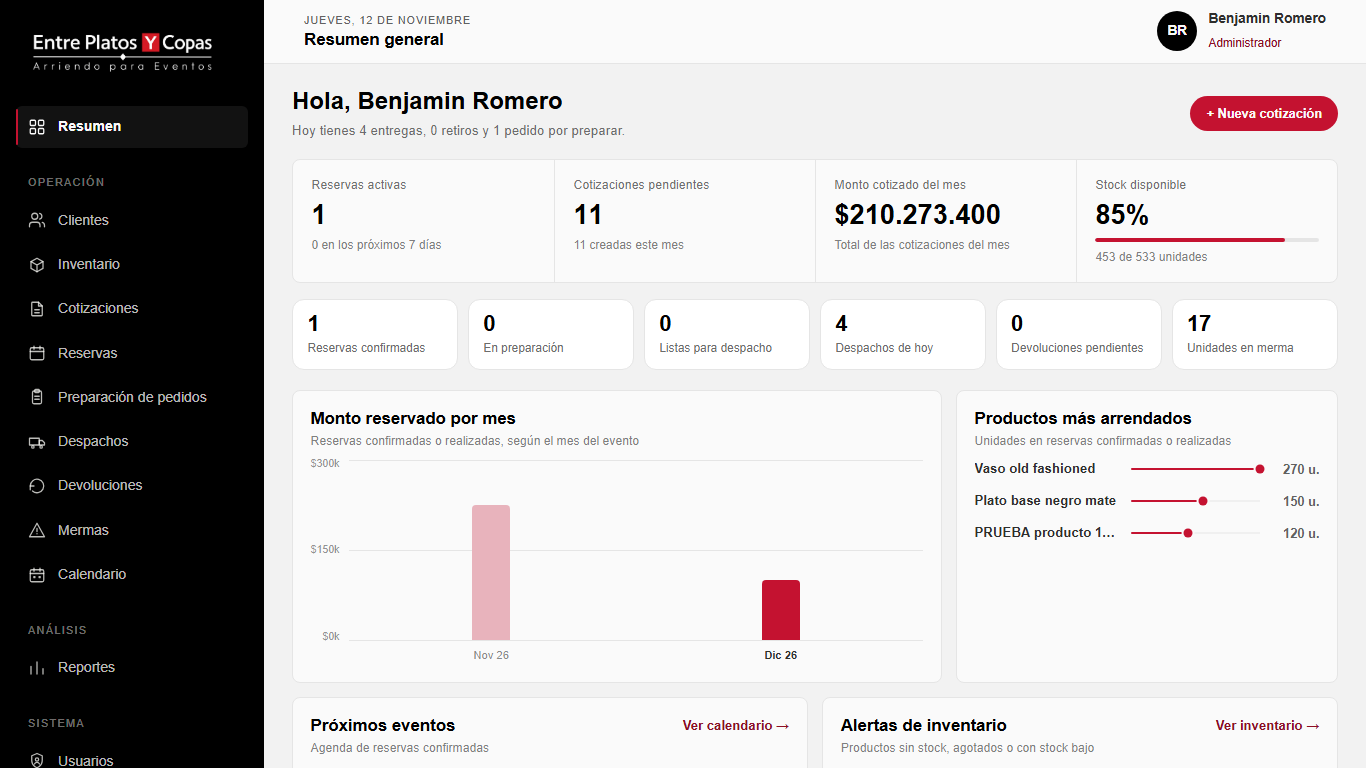 Entre Platos Y Copas
Arriendo para Eventos
Resumen
OPERACIÓN
Clientes
Inventario
Cotizaciones
Reservas
Preparación de pedidos
Despachos
Devoluciones
Mermas
Calendario
ANÁLISIS
Reportes
SISTEMA
Usuarios
JUEVES, 12 DE NOVIEMBRE
Resumen general
BR
Benjamin Romero
Administrador
Hola, Benjamin Romero
Hoy tienes 4 entregas, 0 retiros y 1 pedido por preparar.
+ Nueva cotización
Reservas activas
1
0 en los próximos 7 días
Cotizaciones pendientes
11
11 creadas este mes
Monto cotizado del mes
$210.273.400
Total de las cotizaciones del mes
Stock disponible
85%
453 de 533 unidades
1
Reservas confirmadas
0
En preparación
0
Listas para despacho
4
Despachos de hoy
0
Devoluciones pendientes
17
Unidades en merma
Monto reservado por mes
Reservas confirmadas o realizadas, según el mes del evento
$300k
$150k
$0k
Nov 26
Dic 26
Productos más arrendados
Unidades en reservas confirmadas o realizadas
Vaso old fashioned 270 u.
Plato base negro mate 150 u.
PRUEBA producto 1... 120 u.
Próximos eventos
Ver calendario →
Agenda de reservas confirmadas
Alertas de inventario
Ver inventario →
Productos sin stock, agotados o con stock bajo